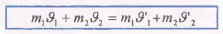 m₁ϑ₁ + m₂ϑ₂ = m₁ϑ'₁ + m₂ϑ'₂